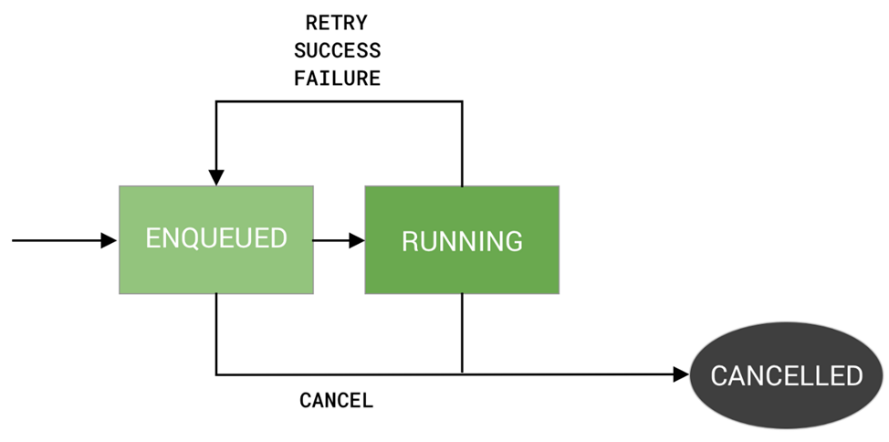 RETRY
SUCCESS
FAILURE
ENQUEUED
RUNNING
CANCEL
CANCELLED